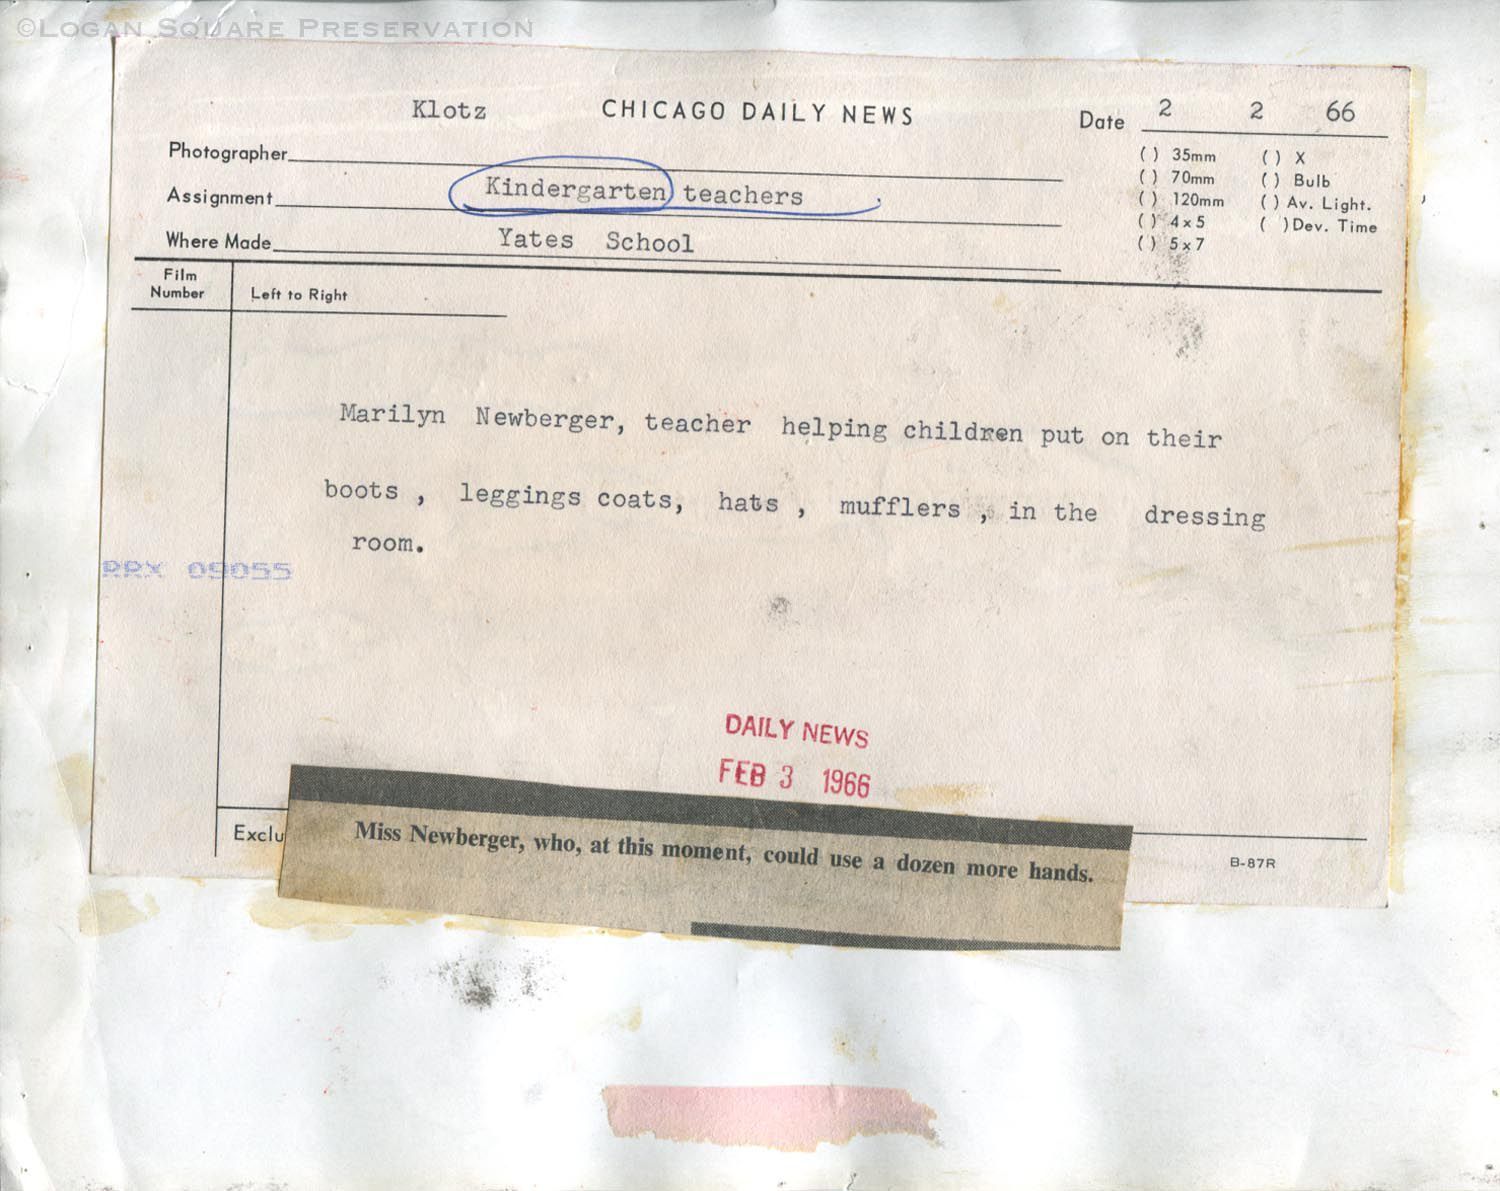 ©LOGAN SQUARE PRESERVATION
Klotz CHICAGO DAILY NEWS
Date 2 2 66
Photographer
Assignment Kindergarten teachers
Where Made Yates School
( ) 35mm ( ) X
( ) 70mm ( ) Bulb
( ) 120mm ( ) Av. Light.
( ) 4x5 ( ) Dev. Time
( ) 5x7
Film
Number
Left to Right
Marilyn Newberger, teacher helping children put on their
boots , leggings coats, hats , mufflers , in the dressing
room.
RRX 09055
DAILY NEWS
FEB 3 1966
Exclu
Miss Newberger, who, at this moment, could use a dozen more hands.
B-87R